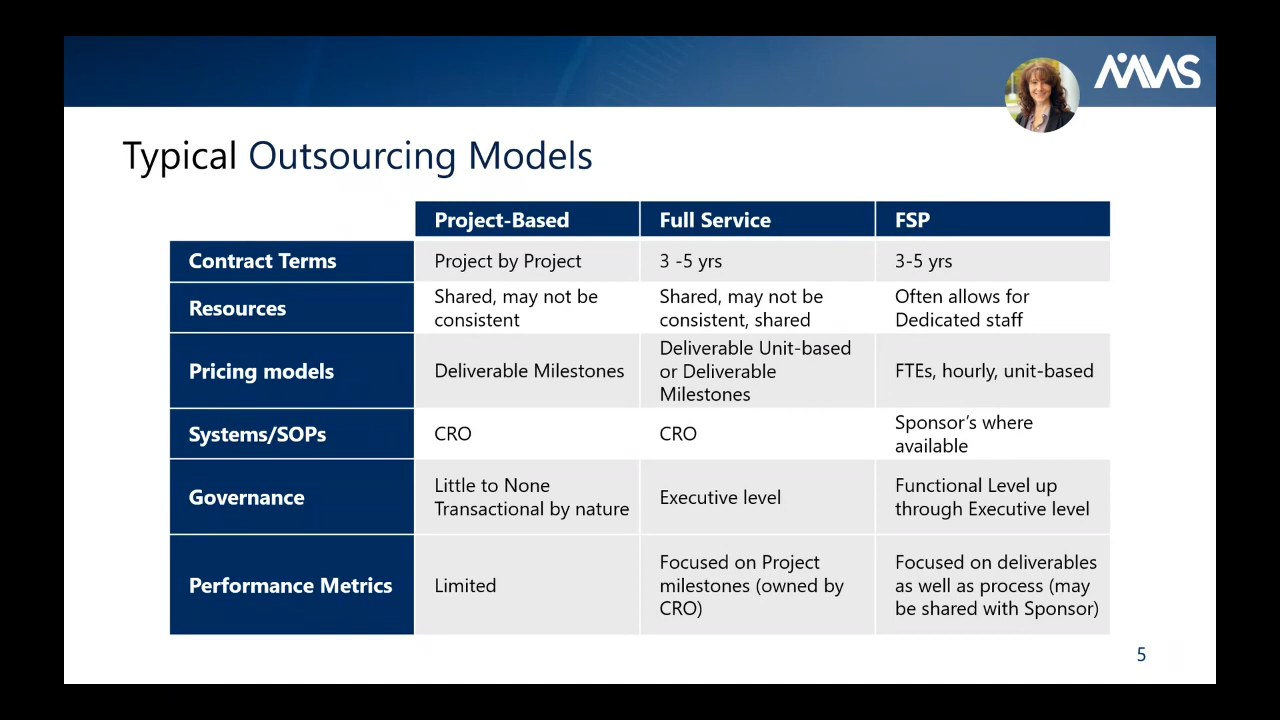 MMS
Typical Outsourcing Models
Project-Based
Full Service
FSP
Contract Terms
Project by Project
3 -5 yrs
3-5 yrs
Resources
Shared, may not be
consistent
Shared, may not be
consistent, shared
Often allows for
Dedicated staff
Pricing models
Deliverable Milestones
Deliverable Unit-based
or Deliverable
Milestones
FTEs, hourly, unit-based
Systems/SOPs
CRO
CRO
Sponsor’s where
available
Governance
Little to None
Transactional by nature
Executive level
Functional Level up
through Executive level
Performance Metrics
Limited
Focused on Project
milestones (owned by
CRO)
Focused on deliverables
as well as process (may
be shared with Sponsor)
5